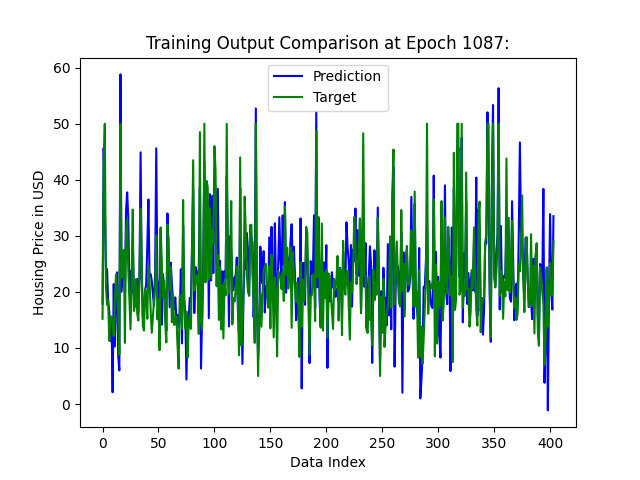 Training Output Comparison at Epoch 1087:
Prediction
Target
Housing Price in USD
60
50
40
30
20
10
0
0 50 100 150 200 250 300 350 400
Data Index